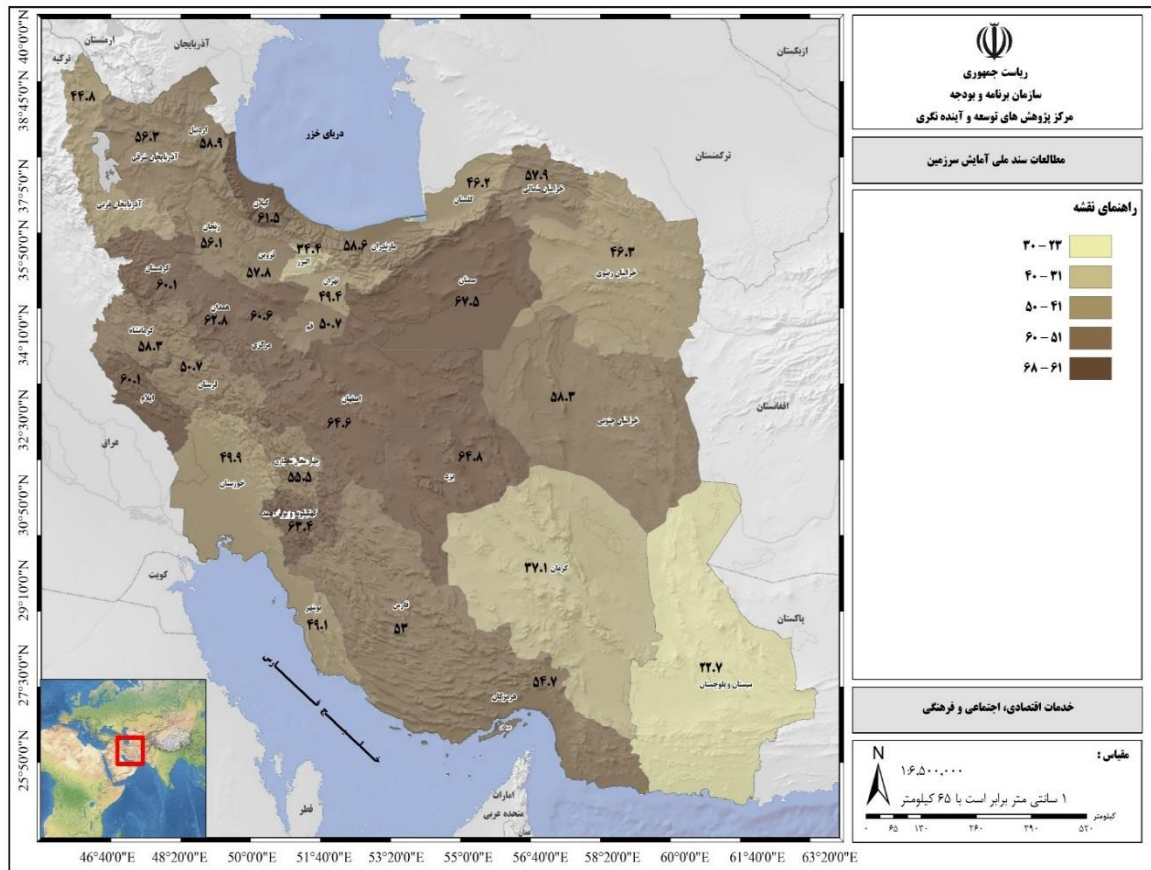 ریاست جمهوری
سازمان برنامه و بودجه
مرکز پژوهش های توسعه و آینده نگری
مطالعات سند ملی آمایش سرزمین
راهنمای نقشه
۳۰ – ۲۳
۴۰ – ۳۱
۵۰ – ۴۱
۶۰ – ۵۱
۶۸ – ۶۱
خدمات اقتصادی، اجتماعی و فرهنگی
مقیاس :
N
۱:۶,۵۰۰,۰۰۰
۱ سانتی متر برابر است با ۶۵ کیلومتر
کیلومتر
۰ ۶۵ ۱۳۰ ۲۶۰ ۳۹۰ ۵۲۰
ارمنستان
آذربایجان
ترکیه
ازبکستان
ترکمنستان
افغانستان
پاکستان
عراق
کویت
قطر
امارات
متحده عربی
عمان
دریای خزر
۴۴.۸
آذربایجان غربی
۵۶.۳
آذربایجان شرقی
اردبیل
۵۸.۹
گیلان
۶۱.۵
زنجان
۵۶.۱
قزوین
۵۷.۸
۳۴.۴
البرز
مازندران
۵۸.۶
تهران
۴۹.۴
گلستان
۴۶.۲
۵۷.۹
خراسان شمالی
۴۶.۳
خراسان رضوی
سمنان
۶۷.۵
کردستان
۶۰.۱
همدان
۶۲.۸
۶۰.۶
مرکزی
قم
۵۰.۷
کرمانشاه
۵۸.۳
۵۰.۷
لرستان
۶۰.۱
ایلام
اصفهان
۶۴.۶
۵۸.۳
خراسان جنوبی
۶۴.۸
یزد
۴۹.۹
خوزستان
۵۵.۵
۶۳.۴
کرمان
۳۷.۱
بوشهر
۴۹.۱
فارس
۵۳
۵۴.۷
هرمزگان
۲۲.۷
سیستان و بلوچستان
40°0'0"N
38°45'0"N
37°5'0"N
35°50'0"N
34°10'0"N
32°30'0"N
30°50'0"N
29°10'0"N
27°30'0"N
25°50'0"N
46°40'0"E 48°20'0"E 50°0'0"E 51°40'0"E 53°20'0"E 55°0'0"E 56°40'0"E 58°20'0"E 60°0'0"E 61°40'0"E 63°20'0"E